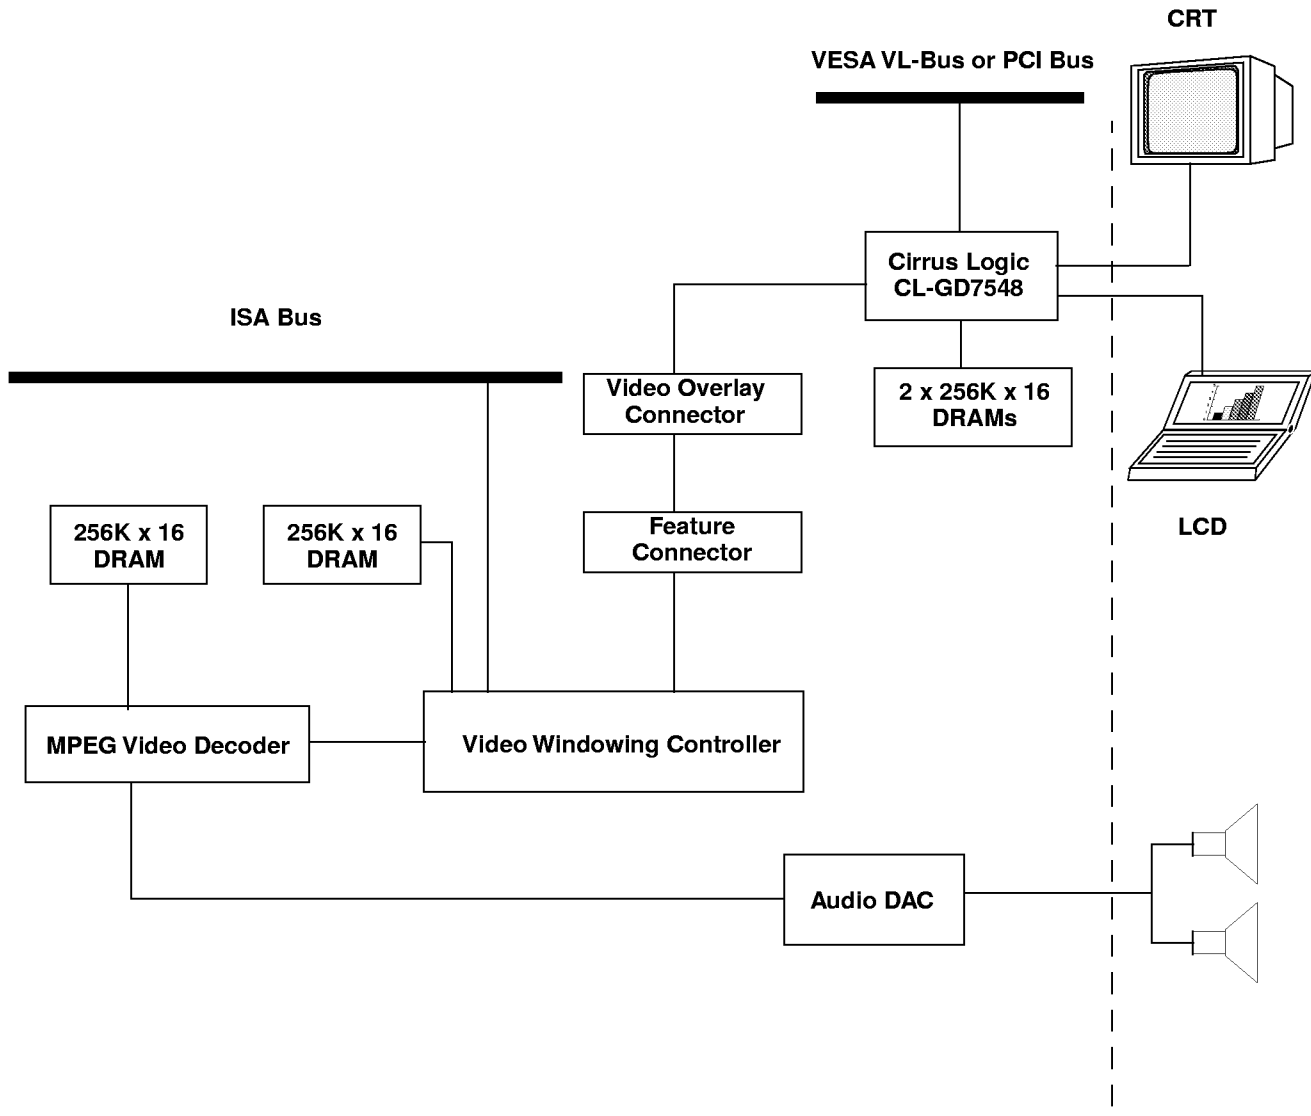 CRT
VESA VL-Bus or PCI Bus
Cirrus Logic
CL-GD7548
ISA Bus
Video Overlay
Connector
2 x 256K x 16
DRAMs
256K x 16
DRAM
256K x 16
DRAM
Feature
Connector
LCD
MPEG Video Decoder
Video Windowing Controller
Audio DAC